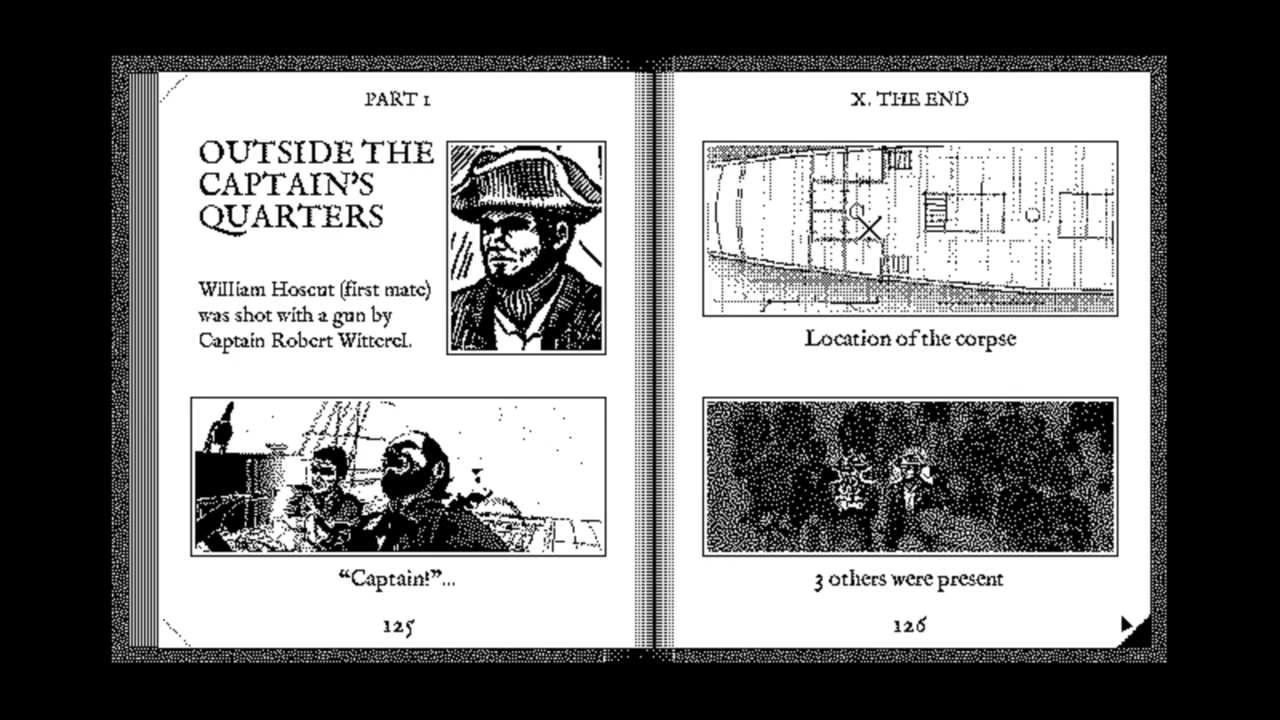 PART 1
OUTSIDE THE
CAPTAIN'S
QUARTERS
William Hoscut (first mate)
was shot with a gun by
Captain Robert Witterel.
“Captain!”...
125
X. THE END
Location of the corpse
3 others were present
126